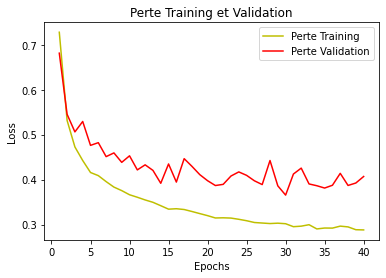 Perte Training et Validation
Perte Training
Perte Validation
Loss
0.7
0.6
0.5
0.4
0.3
0 5 10 15 20 25 30 35 40
Epochs